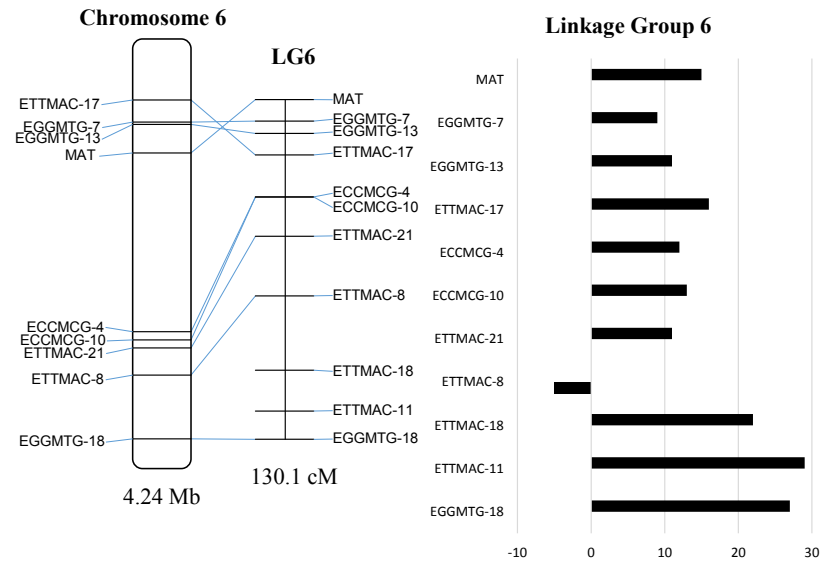 Chromosome 6
ETTMAC-17
EGGMTG-7
EGGMTG-13
MAT
ECCMCG-4
ECCMCG-10
ETTMAC-21
ETTMAC-8
EGGMTG-18
4.24 Mb
LG6
MAT
EGGMTG-7
EGGMTG-13
ETTMAC-17
ECCMCG-4
ECCMCG-10
ETTMAC-21
ETTMAC-8
ETTMAC-18
ETTMAC-11
EGGMTG-18
130.1 cM
Linkage Group 6
MAT
EGGMTG-7
EGGMTG-13
ETTMAC-17
ECCMCG-4
ECCMCG-10
ETTMAC-21
ETTMAC-8
ETTMAC-18
ETTMAC-11
EGGMTG-18
-10 0 10 20 30